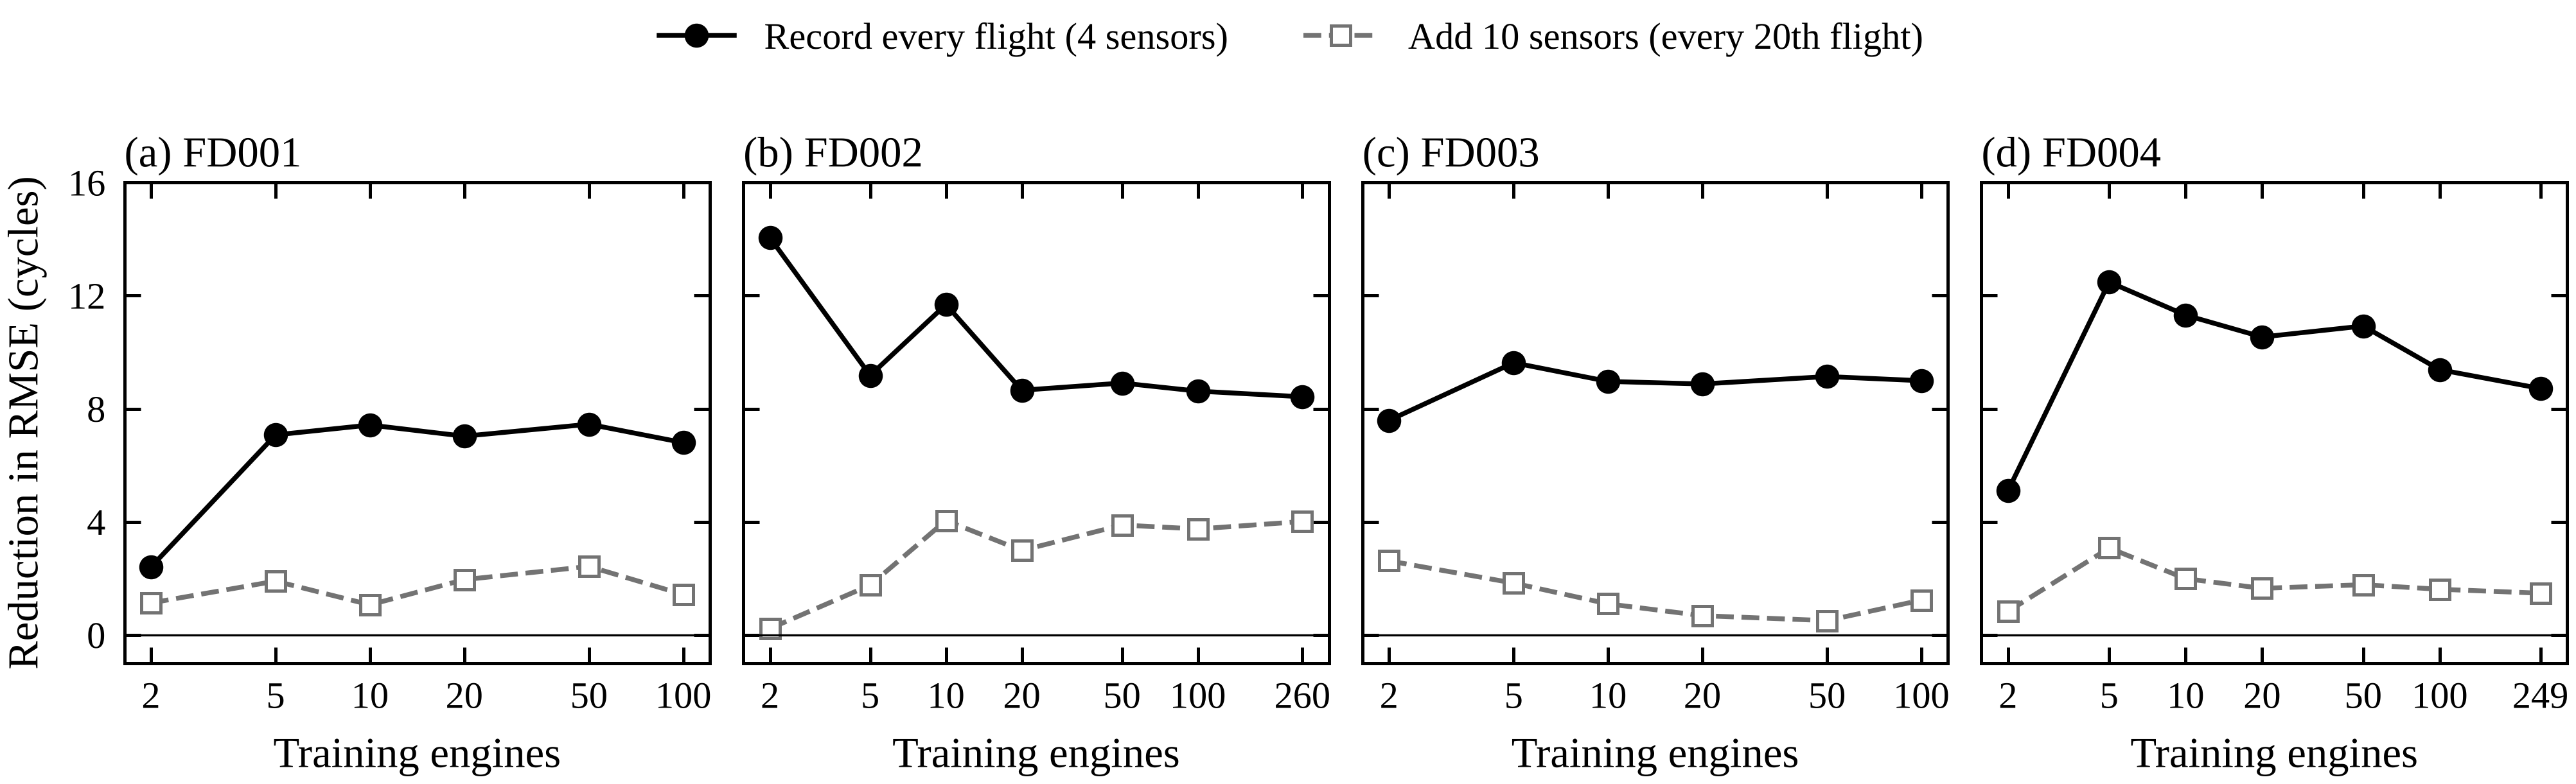 Record every flight (4 sensors)
Add 10 sensors (every 20th flight)
(a) FD001
(b) FD002
(c) FD003
(d) FD004
Reduction in RMSE (cycles)
16
12
8
4
0
2 5 10 20 50 100
2 5 10 20 50 100 260
2 5 10 20 50 100
2 5 10 20 50 100 249
Training engines
Training engines
Training engines
Training engines